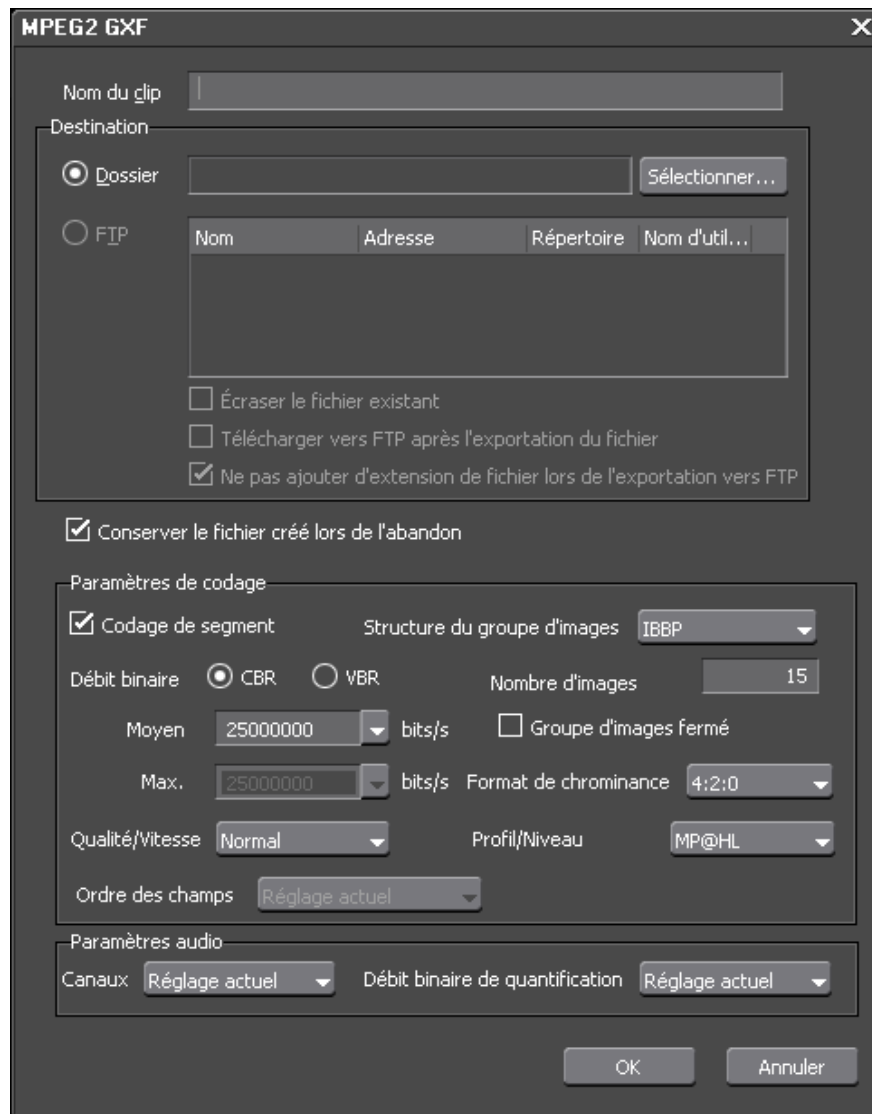 MPEG2 GXF
Nom du clip
Destination
Dossier Sélectionner...
FTP Nom Adresse Répertoire Nom d'util...
Écraser le fichier existant
Télécharger vers FTP après l'exportation du fichier
Ne pas ajouter d'extension de fichier lors de l'exportation vers FTP
Conserver le fichier créé lors de l'abandon
Paramètres de codage
Codage de segment Structure du groupe d'images IBBP
Débit binaire CBR VBR Nombre d'images 15
Moyen 25000000 bits/s Groupe d'images fermé
Max. 25000000 bits/s Format de chrominance 4:2:0
Qualité/Vitesse Normal Profil/Niveau MP@HL
Ordre des champs Réglage actuel
Paramètres audio
Canaux Réglage actuel Débit binaire de quantification Réglage actuel
OK Annuler